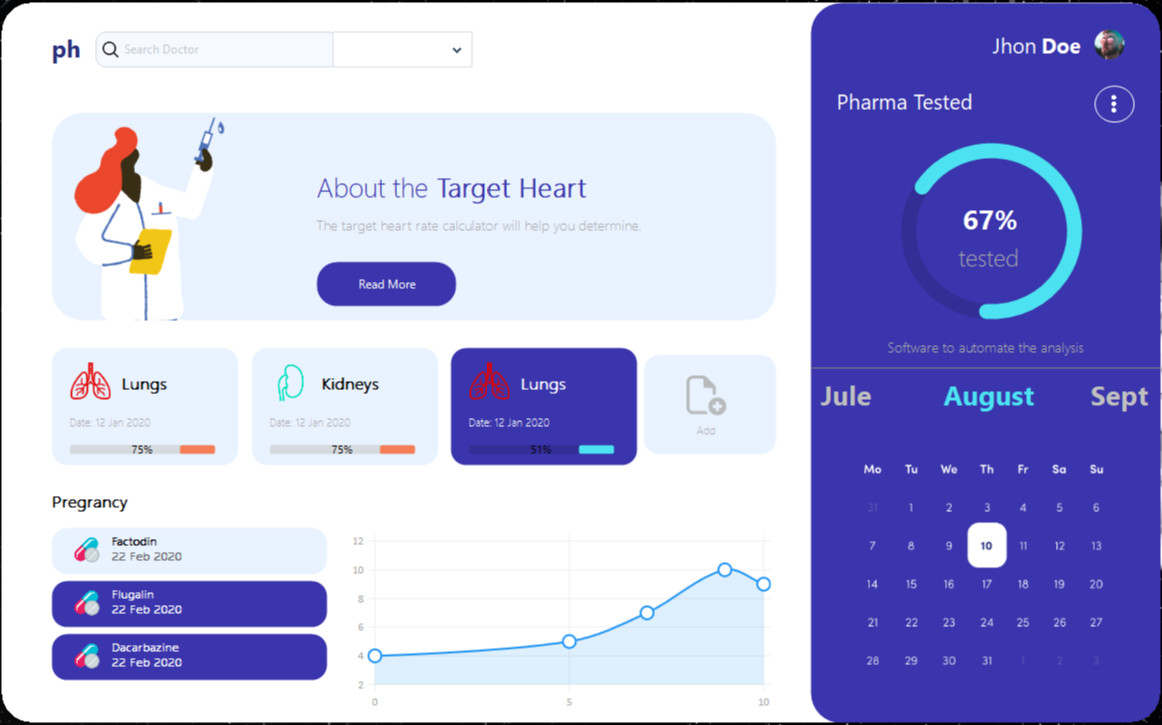 ph
Search Doctor
Jhon Doe
Pharma Tested
About the Target Heart
The target heart rate calculator will help you determine.
Read More
67%
tested
Software to automate the analysis
Lungs
Date: 12 Jan 2020
75%
Kidneys
Date: 12 Jan 2020
75%
Lungs
Date: 12 Jan 2020
51%
Add
Jule August Sept
Mo Tu We Th Fr Sa Su
31 1 2 3 4 5 6
7 8 9 10 11 12 13
14 15 16 17 18 19 20
21 22 23 24 25 26 27
28 29 30 31 1 2 3
Pregrancy
Factodin
22 Feb 2020
Flugalin
22 Feb 2020
Dacarbazine
22 Feb 2020
12
10
8
6
4
2
0 5 10